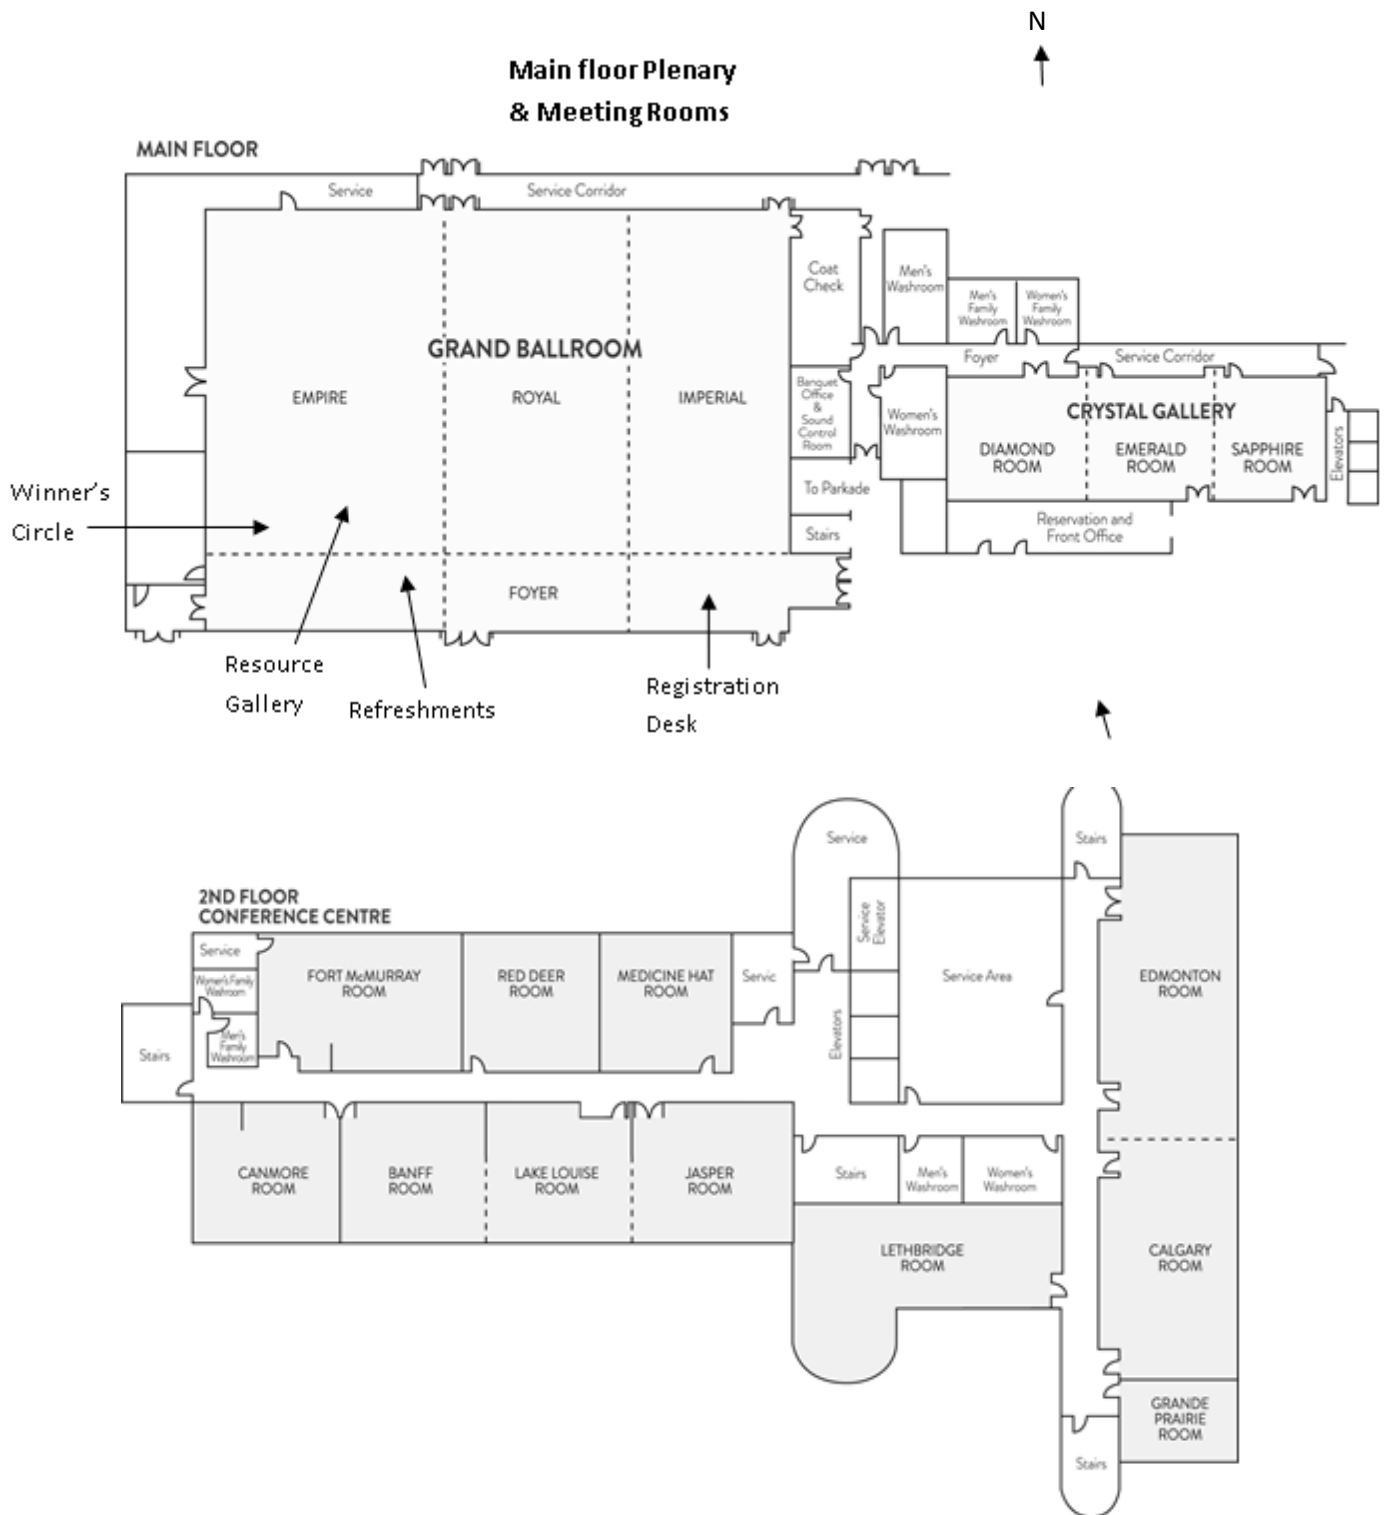 N
Main floor Plenary
& Meeting Rooms
MAIN FLOOR
Service
Service Corridor
Coat
Check
Men's
Washroom
Men's
Family
Washroom
Women's
Family
Washroom
GRAND BALLROOM
Foyer
Service Corridor
EMPIRE
ROYAL
IMPERIAL
Banquet
Office
&
Sound
Control
Room
Women's
Washroom
CRYSTAL GALLERY
DIAMOND
ROOM
EMERALD
ROOM
SAPPHIRE
ROOM
Elevators
Winner's
Circle
To Parkade
Stairs
Reservation and
Front Office
FOYER
Resource
Gallery
Refreshments
Registration
Desk
2ND FLOOR
CONFERENCE CENTRE
Service
Stairs
Service
Women's Family
Washroom
Men's
Family
Washroom
Stairs
FORT McMURRAY
ROOM
RED DEER
ROOM
MEDICINE HAT
ROOM
Servic
Service
Elevator
Elevators
Service Area
EDMONTON
ROOM
CANMORE
ROOM
BANFF
ROOM
LAKE LOUISE
ROOM
JASPER
ROOM
Stairs
Men's
Washroom
Women's
Washroom
LETHBRIDGE
ROOM
CALGARY
ROOM
GRANDE
PRAIRIE
ROOM
Stairs